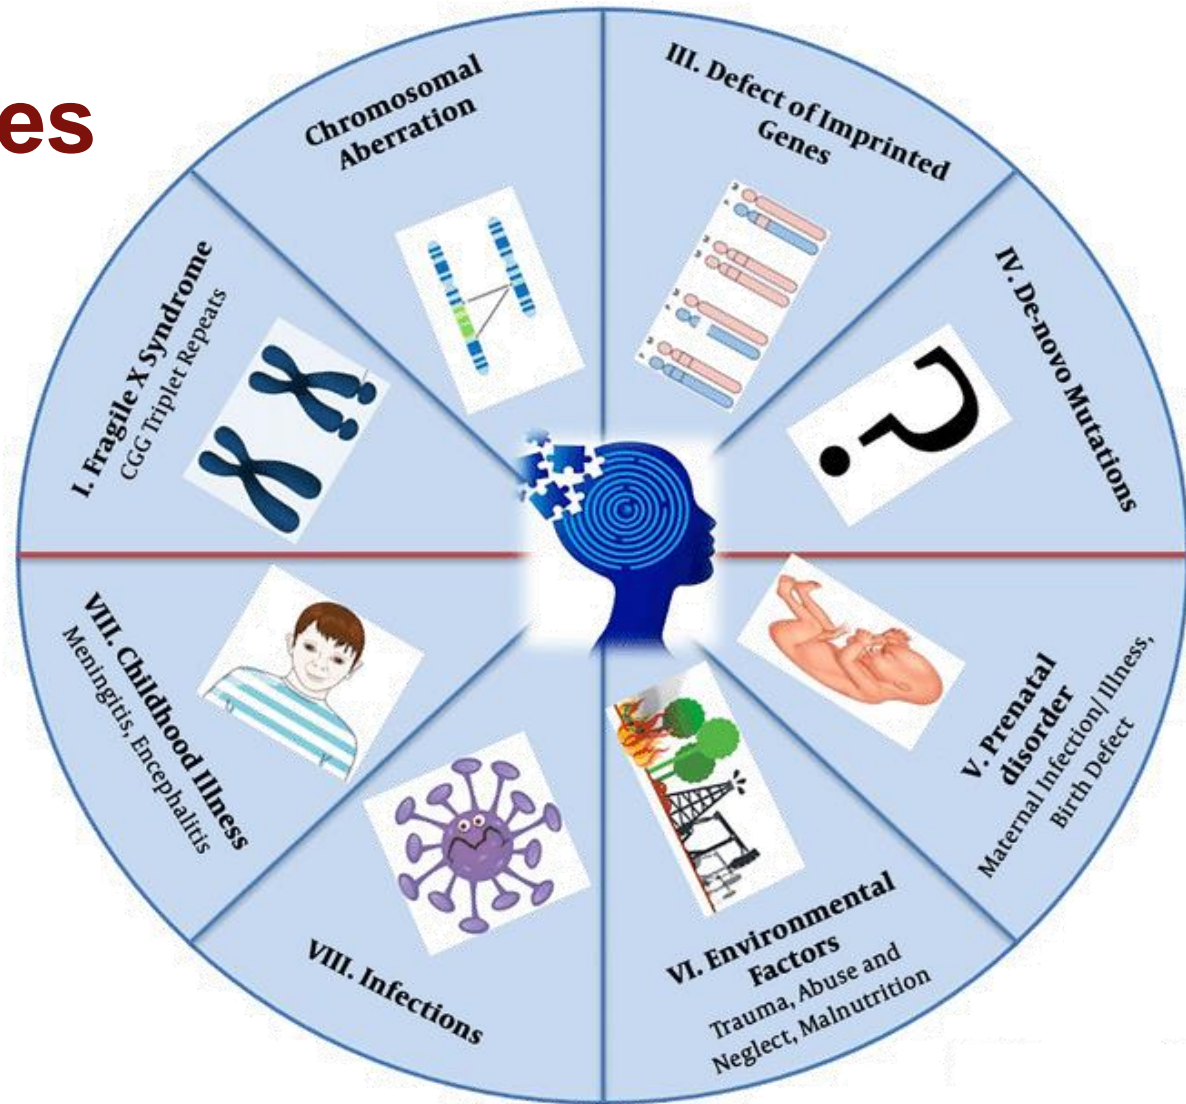 es
Chromosomal
Aberration
III. Defect of Imprinted
Genes
I. Fragile X Syndrome
CGG Triplet Repeats
IV. De-novo Mutations
VIII. Childhood Illness
Meningitis, Encephalitis
V. Prenatal
disorder
Maternal Infection/ Illness,
Birth Defect
VIII. Infections
VI. Environmental
Factors
Trauma, Abuse and
Neglect, Malnutrition